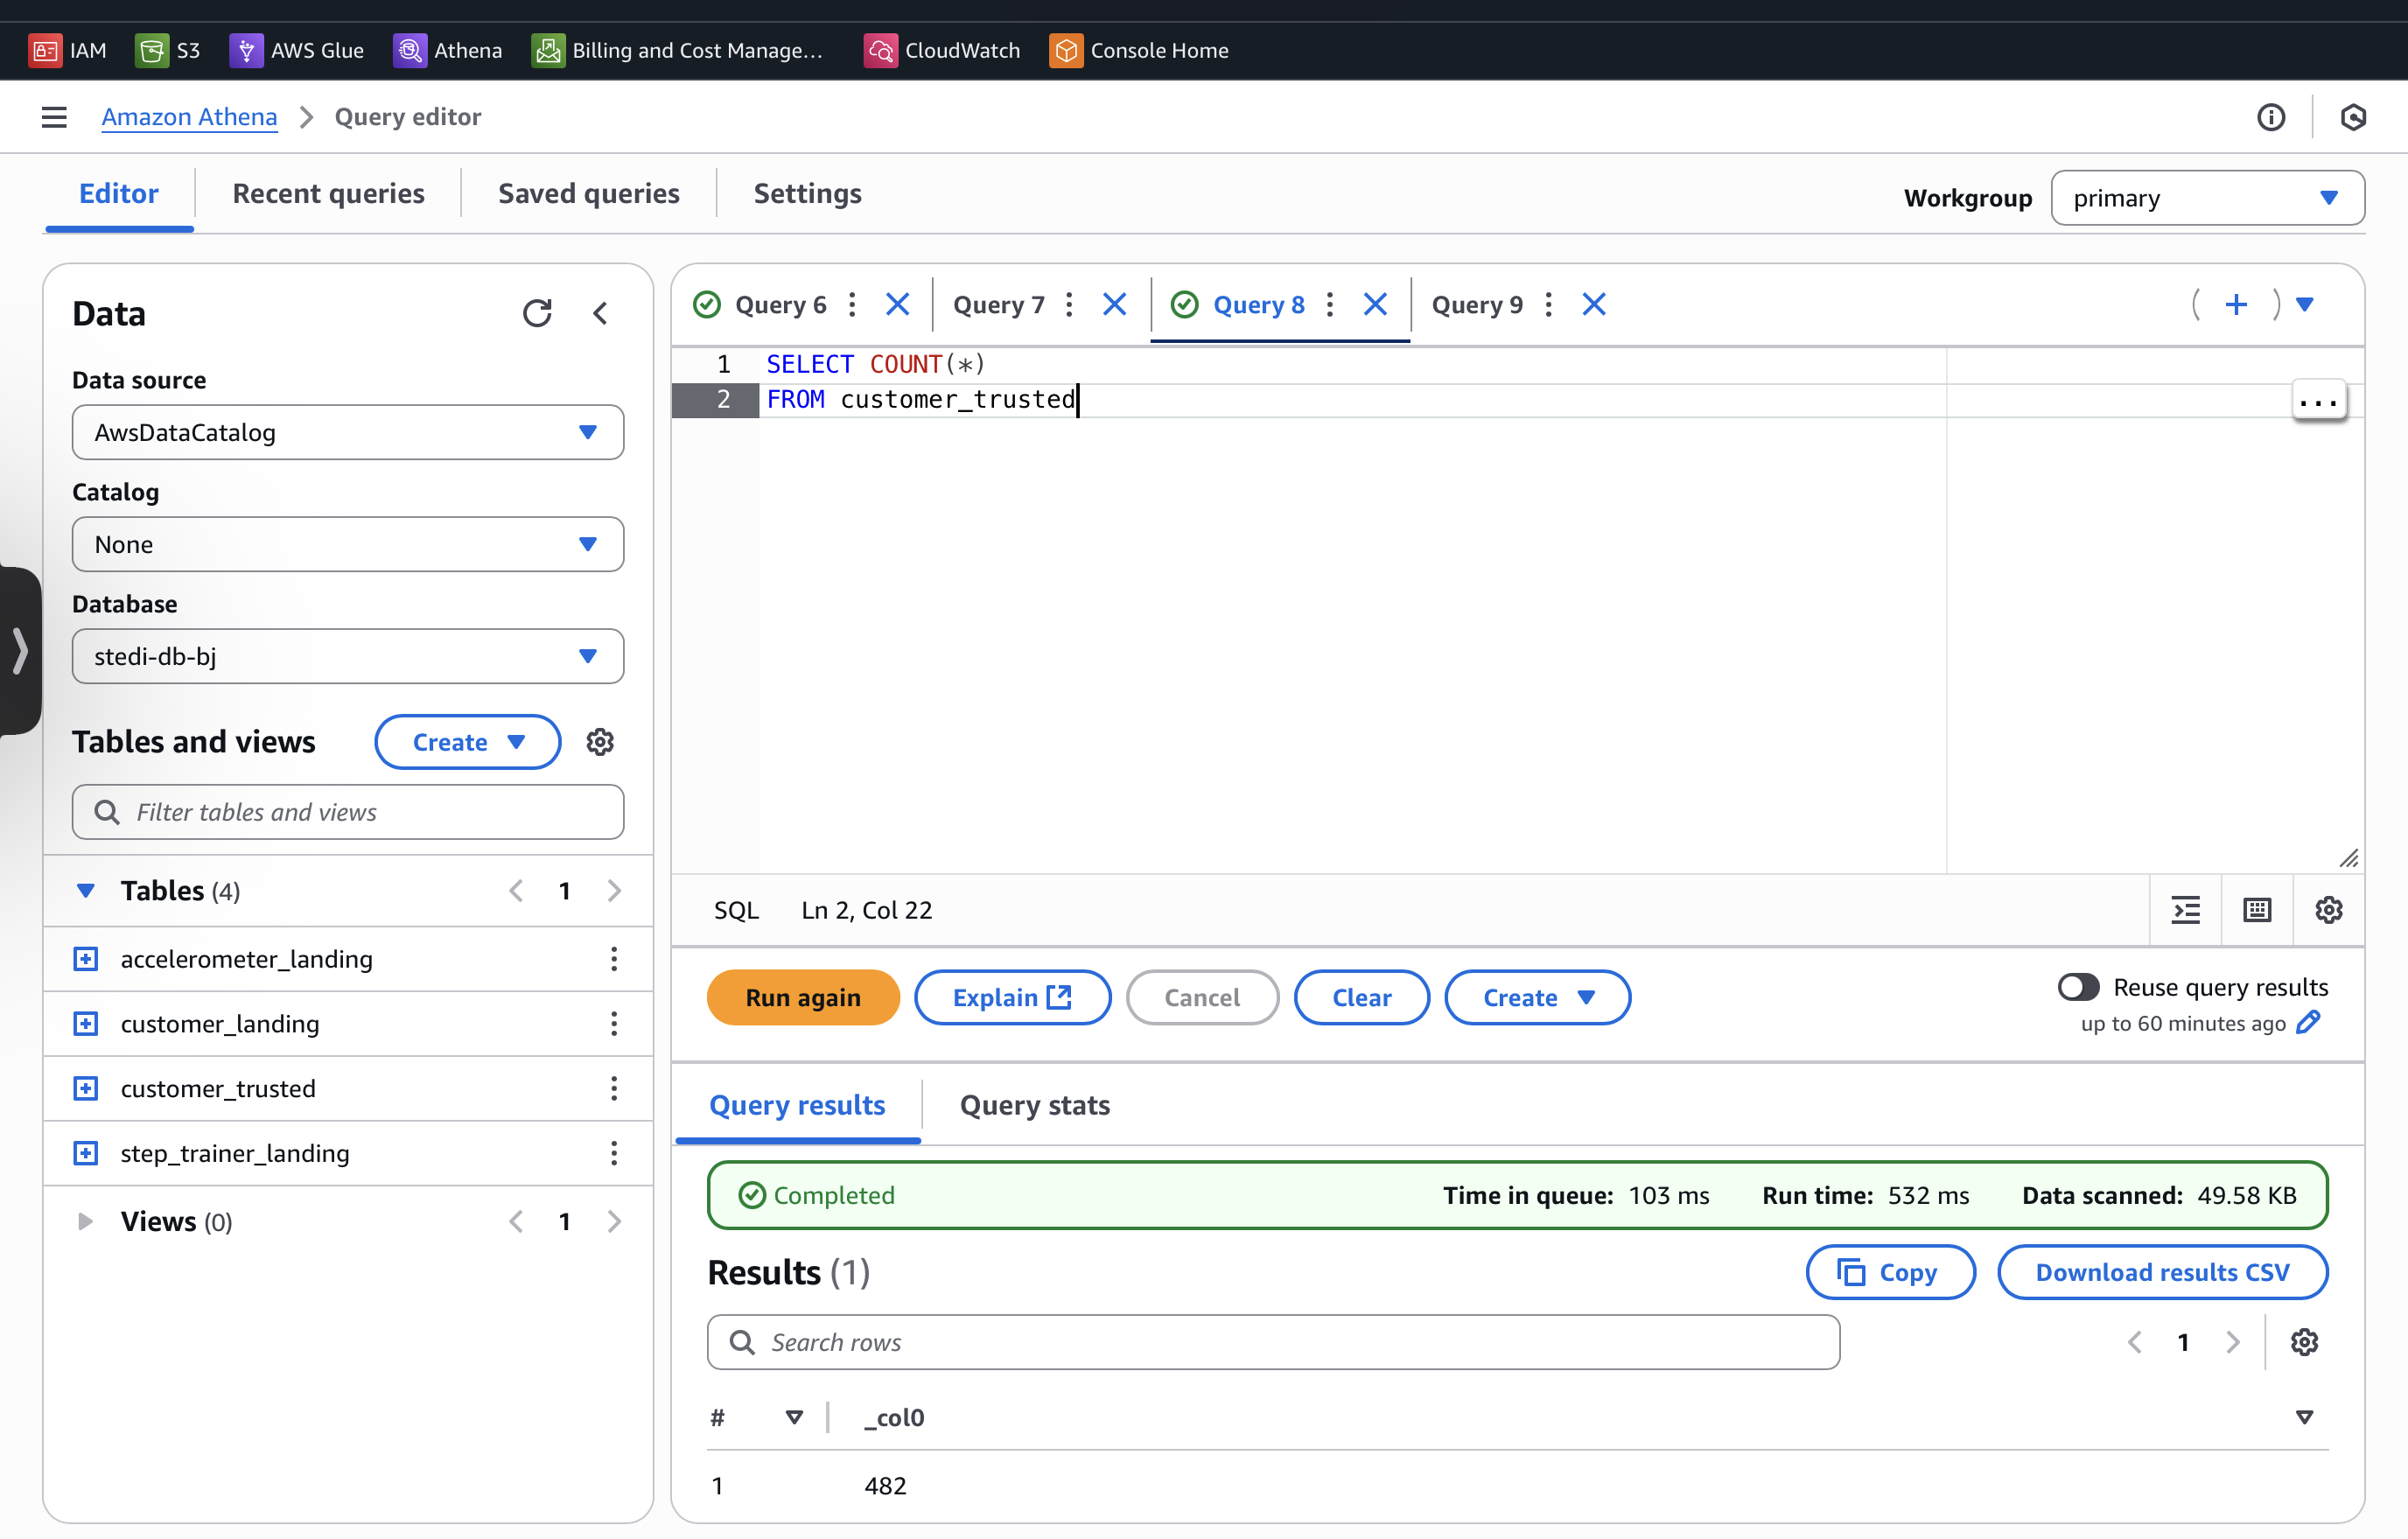 IAM S3 AWS Glue Athena Billing and Cost Manage... CloudWatch Console Home
Amazon Athena Query editor
Editor Recent queries Saved queries Settings Workgroup primary
Data
Data source
AwsDataCatalog
Catalog
None
Database
stedi-db-bj
Tables and views Create
Filter tables and views
Tables (4) 1
accelerometer_landing
customer_landing
customer_trusted
step_trainer_landing
Views (0) 1
Query 6 Query 7 Query 8 Query 9
1 SELECT COUNT(*)
2 FROM customer_trusted
...
SQL Ln 2, Col 22
Run again Explain Cancel Clear Create
Reuse query results
up to 60 minutes ago
Query results Query stats
Completed Time in queue: 103 ms Run time: 532 ms Data scanned: 49.58 KB
Results (1) Copy Download results CSV
Search rows 1
# _col0
1 482